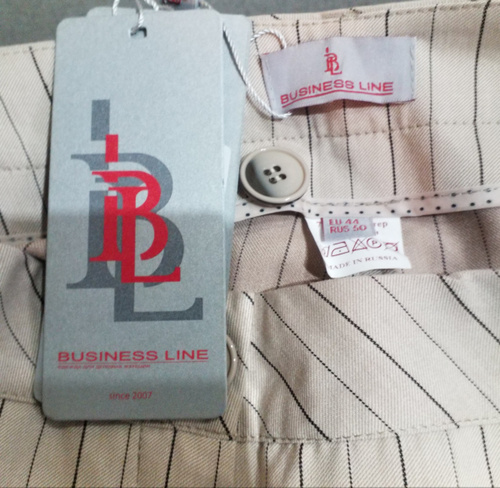 BL
BUSINESS LINE
BL
BUSINESS LINE
since 2007
EU 44
RUS 50
MADE IN RUSSIA